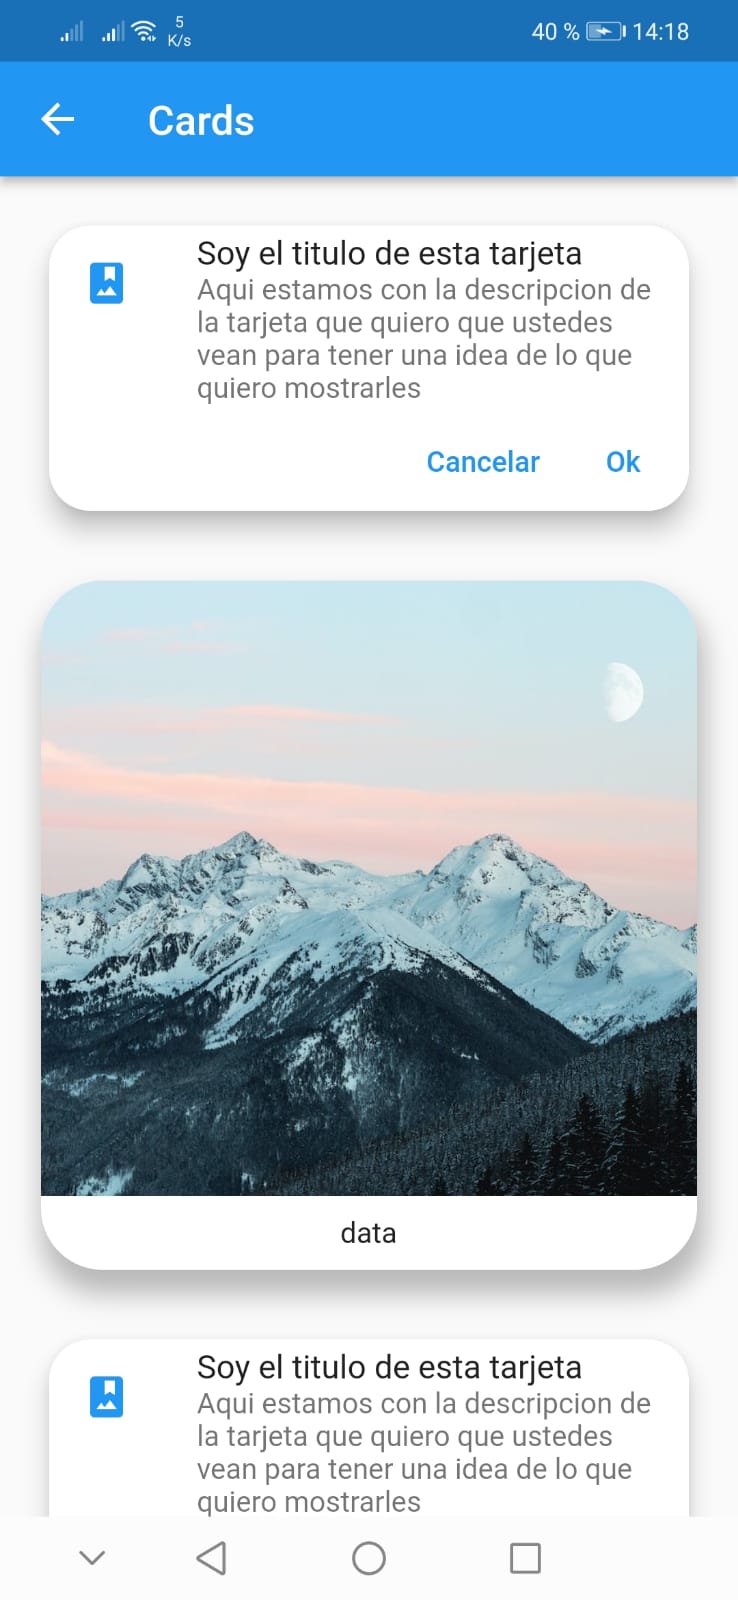 5
K/s
40 % 14:18
Cards
Soy el titulo de esta tarjeta
Aqui estamos con la descripcion de
la tarjeta que quiero que ustedes
vean para tener una idea de lo que
quiero mostrarles
Cancelar Ok
data
Soy el titulo de esta tarjeta
Aqui estamos con la descripcion de
la tarjeta que quiero que ustedes
vean para tener una idea de lo que
quiero mostrarles